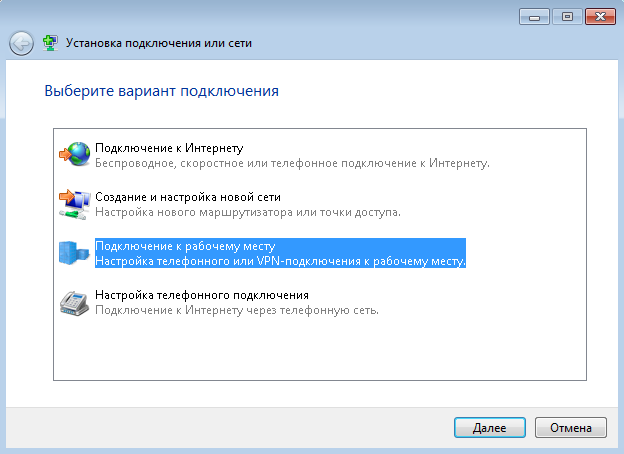 Установка подключения или сети
Выберите вариант подключения
Подключение к Интернету
Беспроводное, скоростное или телефонное подключение к Интернету.
Создание и настройка новой сети
Настройка нового маршрутизатора или точки доступа.
Подключение к рабочему месту
Настройка телефонного или VPN-подключения к рабочему месту.
Настройка телефонного подключения
Подключение к Интернету через телефонную сеть.
Далее
Отмена